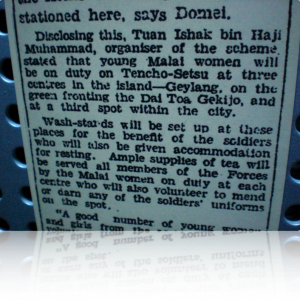 stationed here, says Domei.
Disclosing this, Tuan Ishak bin Haji
Muhammad, organiser of the scheme,
stated that young Malai women will
be on duty on Tencho-Setsu at three
centres in the island—Geylang, on the
green fronting the Dai Toa Gekijo, and
at a third spot within the city.
Wash-stands will be set up at these
places for the benefit of the soldiers
who will also be given accommodation
for resting. Ample supplies of tea will
be served all members of the Forces
by the Malai women on duty at each
centre who will also volunteer to mend
or darn any of the soldiers' uniforms
on the spot.
"A good number of young women
and girls from the